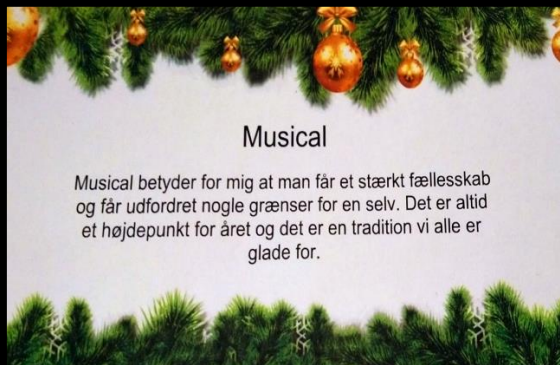 Musical
Musical betyder for mig at man får et stærkt fællesskab
og får udfordret nogle grænser for en selv. Det er altid
et højdepunkt for året og det er en tradition vi alle er
glade for.